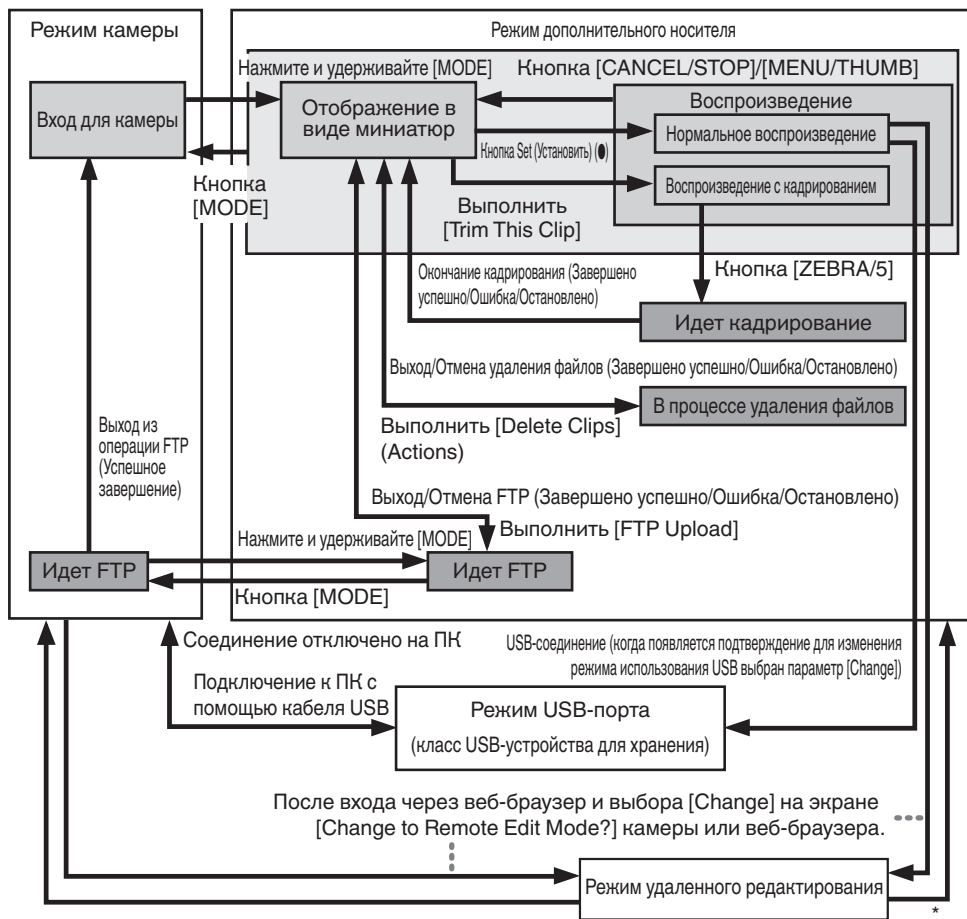 Режим камеры
Режим дополнительного носителя
Нажмите и удерживайте [MODE]
Кнопка [CANCEL/STOP]/[MENU/THUMB]
Вход для камеры
Отображение в
виде миниатюр
Воспроизведение
Нормальное воспроизведение
Кнопка Set (Установить) (●)
Воспроизведение с кадрированием
Кнопка
[MODE]
Выполнить
[Trim This Clip]
Окончание кадрирования (Завершено
успешно/Ошибка/Остановлено)
Кнопка [ZEBRA/5]
Идет кадрирование
Выход/Отмена удаления файлов (Завершено успешно/Ошибка/Остановлено)
В процессе удаления файлов
Выполнить [Delete Clips]
(Actions)
Выход из
операции FTP
(Успешное
завершение)
Выход/Отмена FTP (Завершено успешно/Ошибка/Остановлено)
Выполнить [FTP Upload]
Нажмите и удерживайте [MODE]
Идет FTP
Идет FTP
Кнопка [MODE]
Соединение отключено на ПК
USB-соединение (когда появляется подтверждение для изменения
режима использования USB выбран параметр [Change])
Подключение к ПК с
помощью кабеля USB
Режим USB-порта
(класс USB-устройства для хранения)
После входа через веб-браузер и выбора [Change] на экране
[Change to Remote Edit Mode?] камеры или веб-браузера.
Режим удаленного редактирования
*